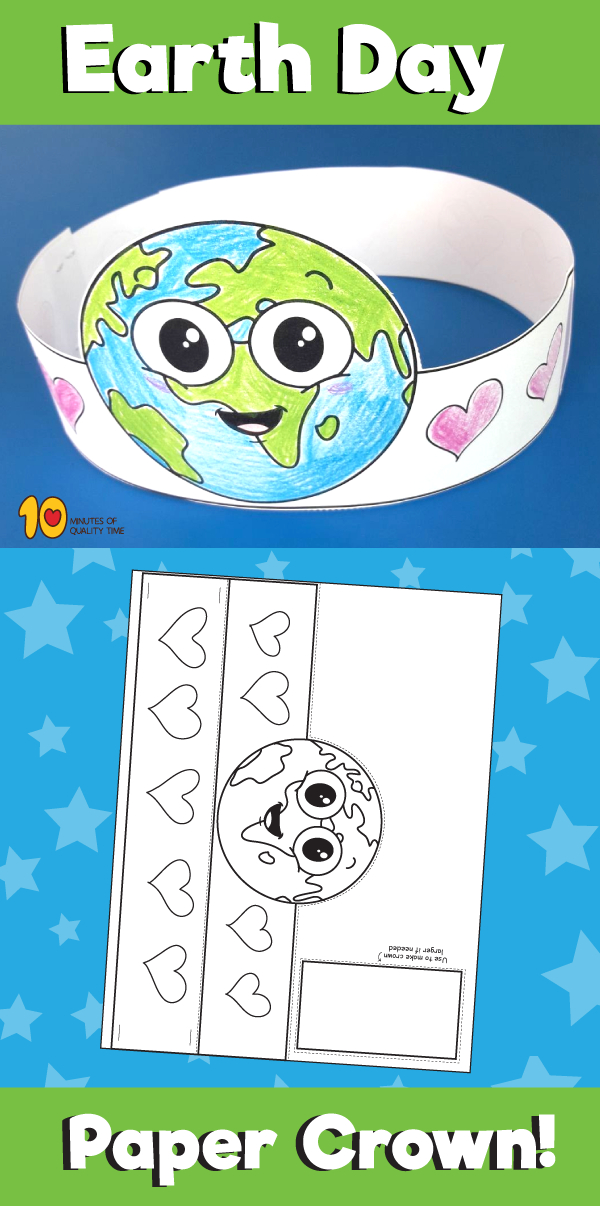 Earth Day
10 MINUTES OF
QUALITY TIME
Use to make crown
larger if needed
Paper Crown!